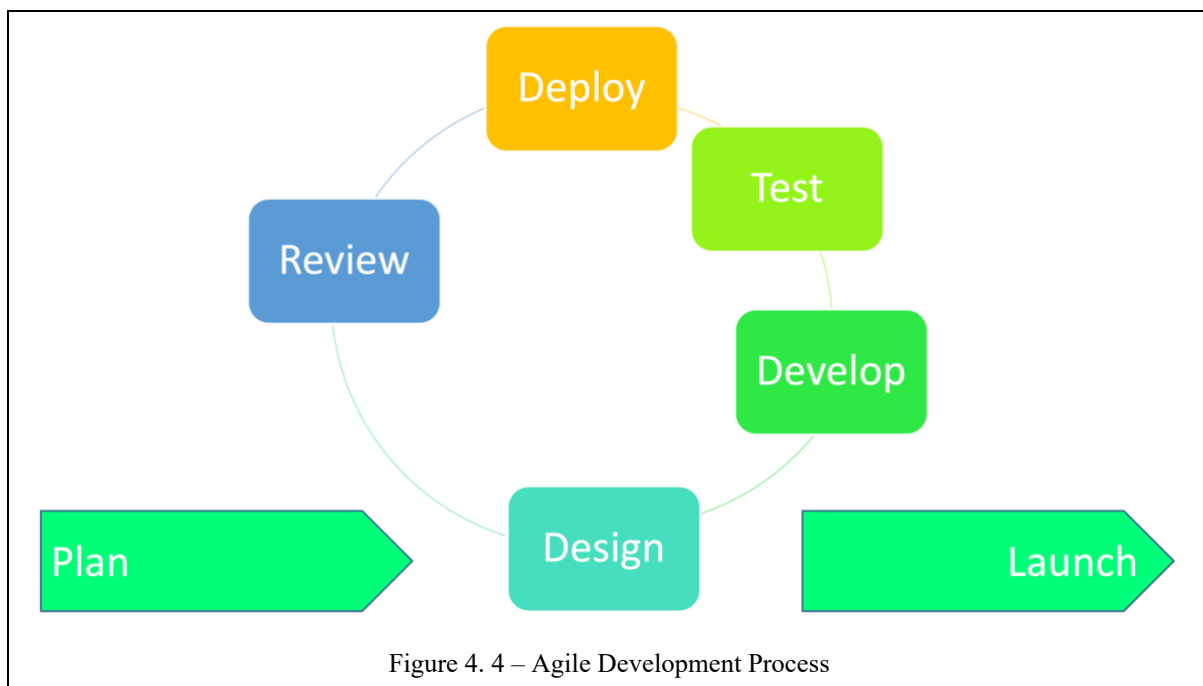 Deploy
Test
Review
Develop
Design
Plan
Launch
Figure 4. 4 – Agile Development Process